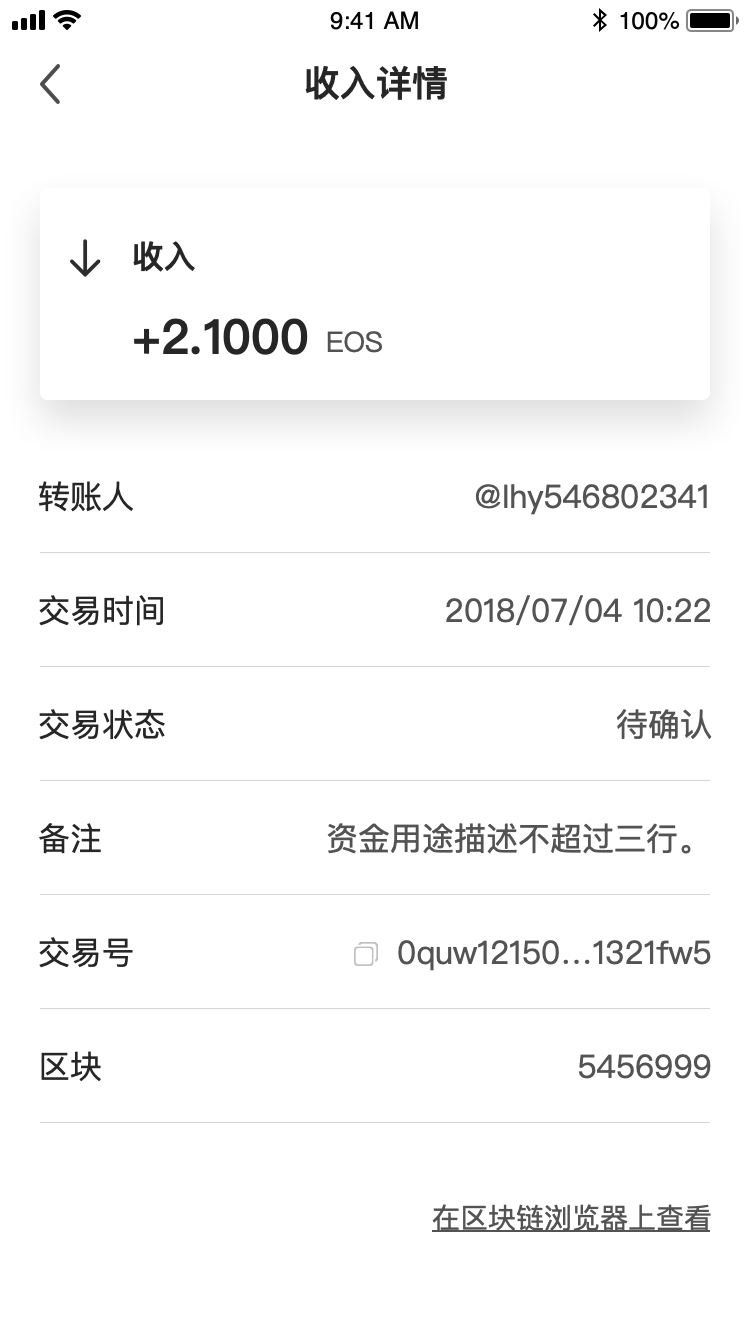 9:41 AM
100%
收入详情
收入
+2.1000 EOS
转账人 @lhy546802341
交易时间 2018/07/04 10:22
交易状态 待确认
备注 资金用途描述不超过三行。
交易号 0quw12150...1321fw5
区块 5456999
在区块链浏览器上查看